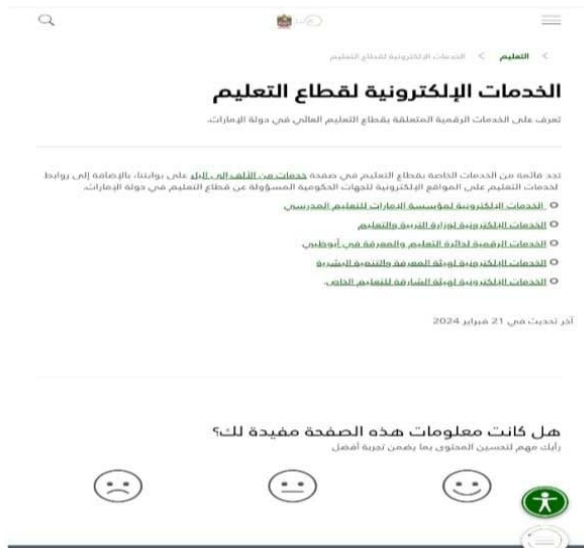 التعليم > الخدمات الإلكترونية لقطاع التعليم
الخدمات الإلكترونية لقطاع التعليم
تعرف على الخدمات الرقمية المتعلقة بقطاع التعليم العالي في دولة الإمارات.
تجد قائمة من الخدمات الخاصة بقطاع التعليم في صفحة خدمات من الألف إلى الياء على بوابتنا، بالإضافة إلى روابط
لخدمات التعليم على المواقع الإلكترونية للجهات الحكومية المسؤولة عن قطاع التعليم في دولة الإمارات.
الخدمات الإلكترونية لمؤسسة الإمارات للتعليم المدرسي
الخدمات الإلكترونية لوزارة التربية والتعليم
الخدمات الرقمية لدائرة التعليم والمعرفة في أبوظبي
الخدمات الإلكترونية لهيئة المعرفة والتنمية البشرية
الخدمات الإلكترونية لهيئة الشارقة للتعليم الخاص.
آخر تحديث في 21 فبراير 2024
هل كانت معلومات هذه الصفحة مفيدة لك؟
رأيك مهم لتحسين المحتوى بما يضمن تجربة أفضل